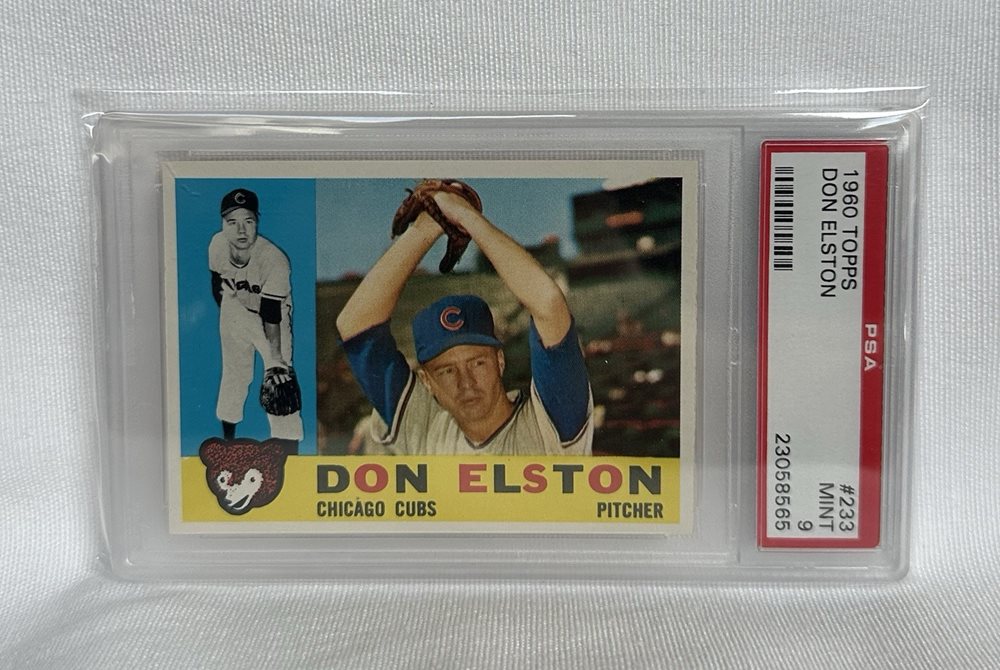 DON ELSTON
CHICAGO CUBS
PITCHER
C
C
1960 TOPPS
DON ELSTON
#233
MINT
9
PSA
23058565